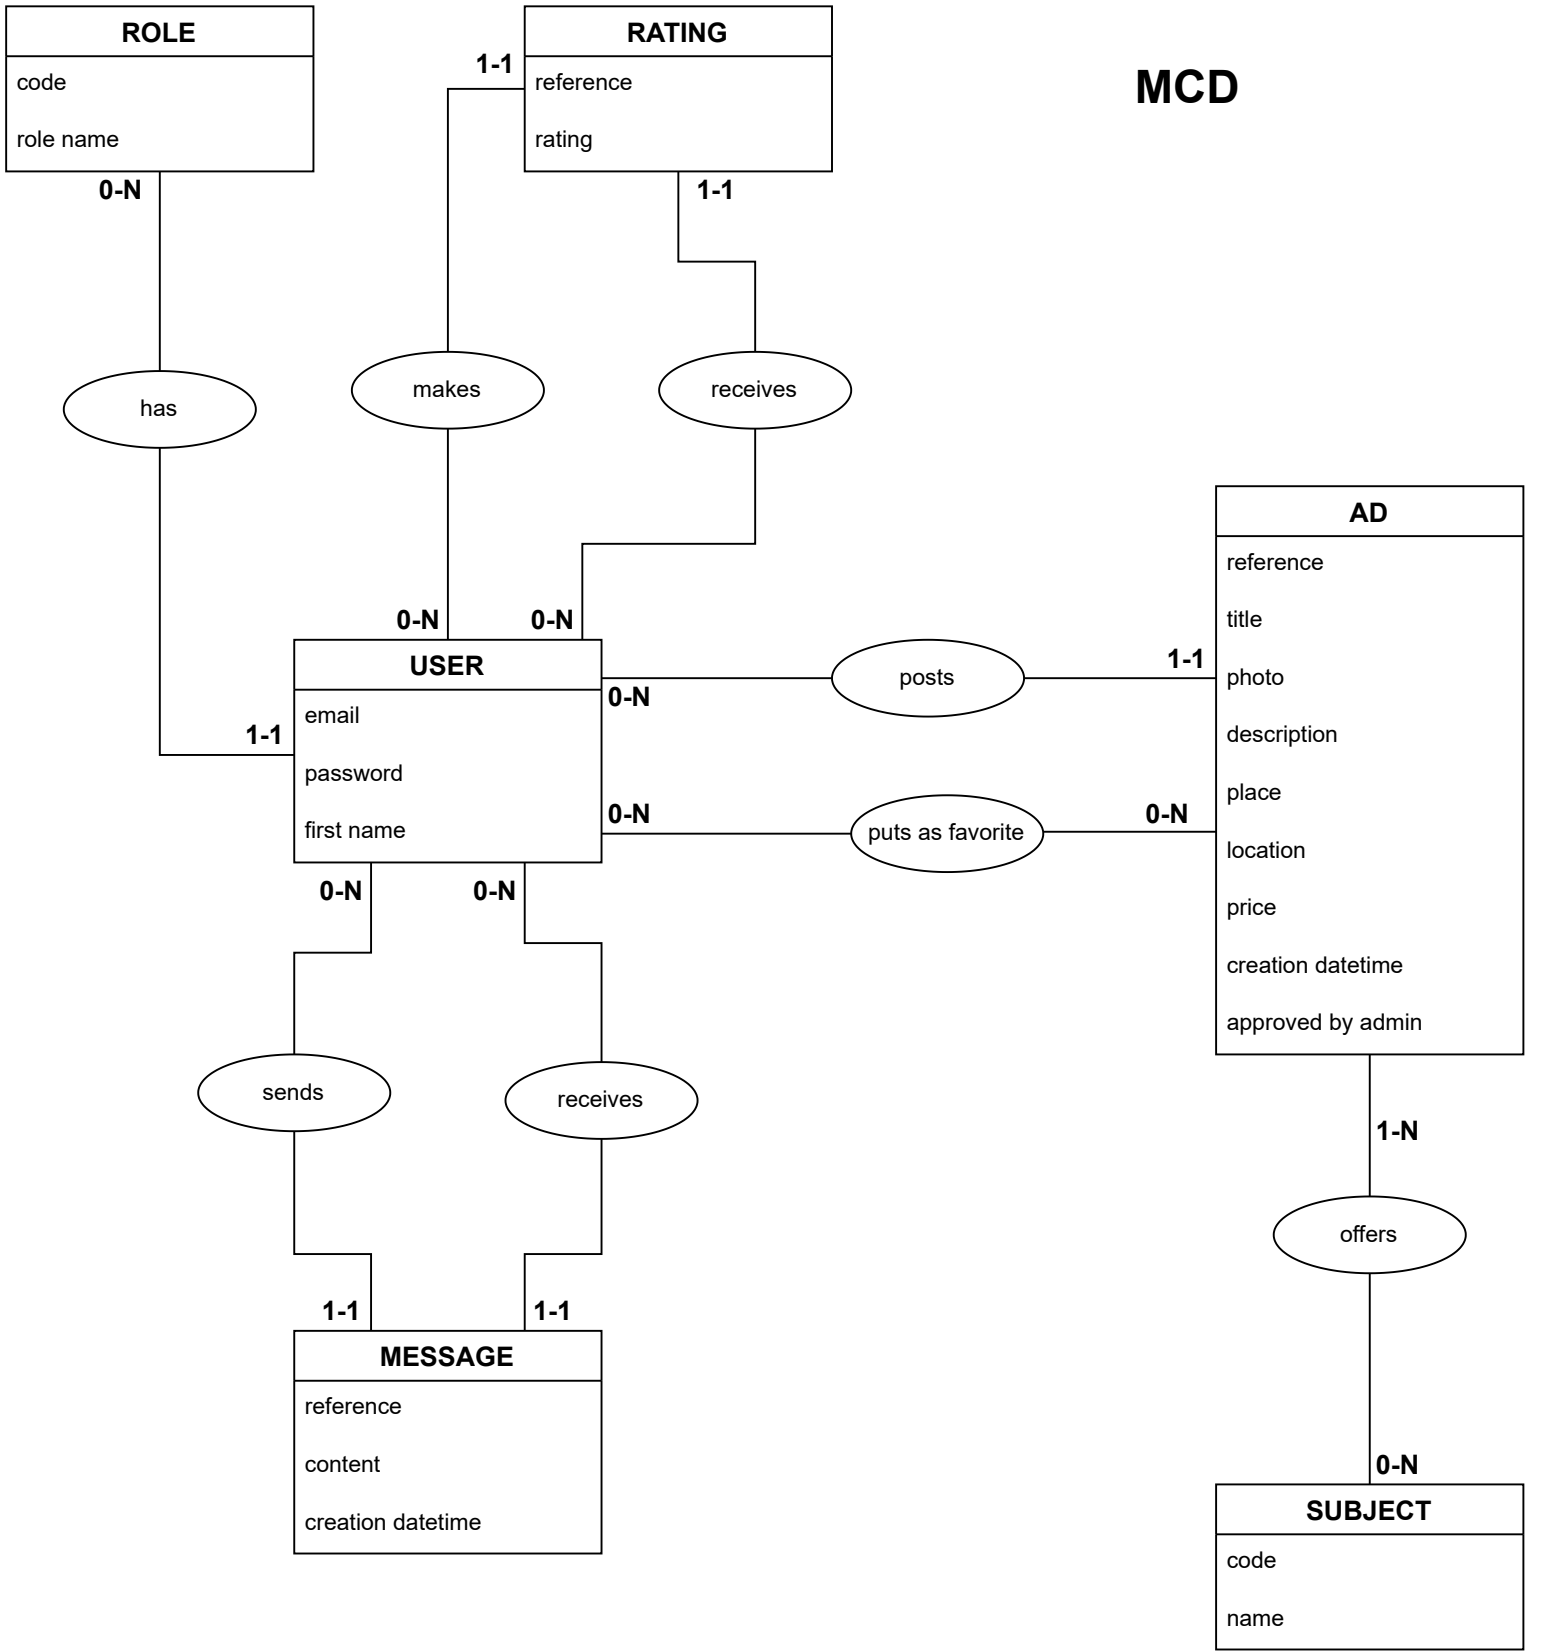 ROLE
code
role name
0-N
1-1
RATING
reference
rating
1-1
MCD
has
makes
receives
0-N
0-N
1-1
USER
email
password
first name
0-N
posts
1-1
0-N
puts as favorite
0-N
AD
reference
title
photo
description
place
location
price
creation datetime
approved by admin
0-N
0-N
sends
receives
1-N
offers
1-1
1-1
MESSAGE
reference
content
creation datetime
0-N
SUBJECT
code
name